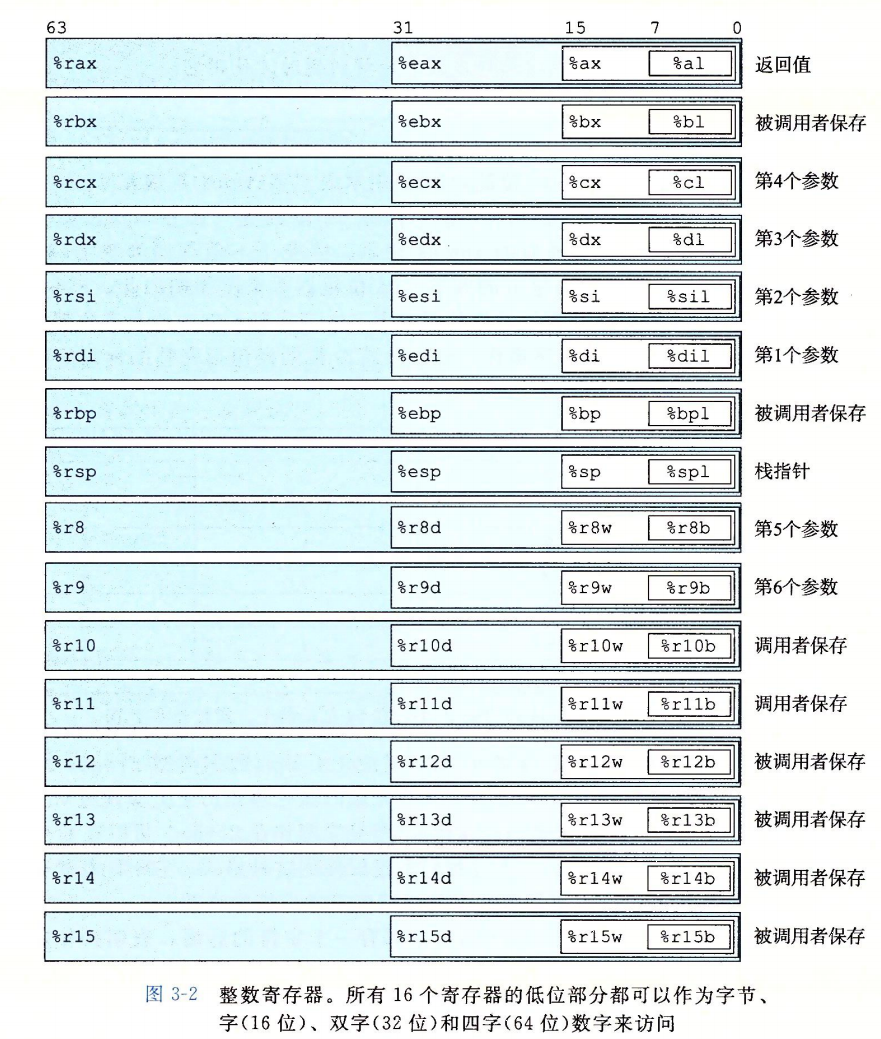 63 31 15 7 0
%rax %eax %ax %al 返回值
%rbx %ebx %bx %bl 被调用者保存
%rcx %ecx %cx %cl 第4个参数
%rdx %edx %dx %dl 第3个参数
%rsi %esi %si %sil 第2个参数
%rdi %edi %di %dil 第1个参数
%rbp %ebp %bp %bpl 被调用者保存
%rsp %esp %sp %spl 栈指针
%r8 %r8d %r8w %r8b 第5个参数
%r9 %r9d %r9w %r9b 第6个参数
%r10 %r10d %r10w %r10b 调用者保存
%r11 %r11d %r11w %r11b 调用者保存
%r12 %r12d %r12w %r12b 被调用者保存
%r13 %r13d %r13w %r13b 被调用者保存
%r14 %r14d %r14w %r14b 被调用者保存
%r15 %r15d %r15w %r15b 被调用者保存
图 3-2 整数寄存器。所有 16 个寄存器的低位部分都可以作为字节、
字(16 位)、双字(32 位)和四字(64 位)数字来访问